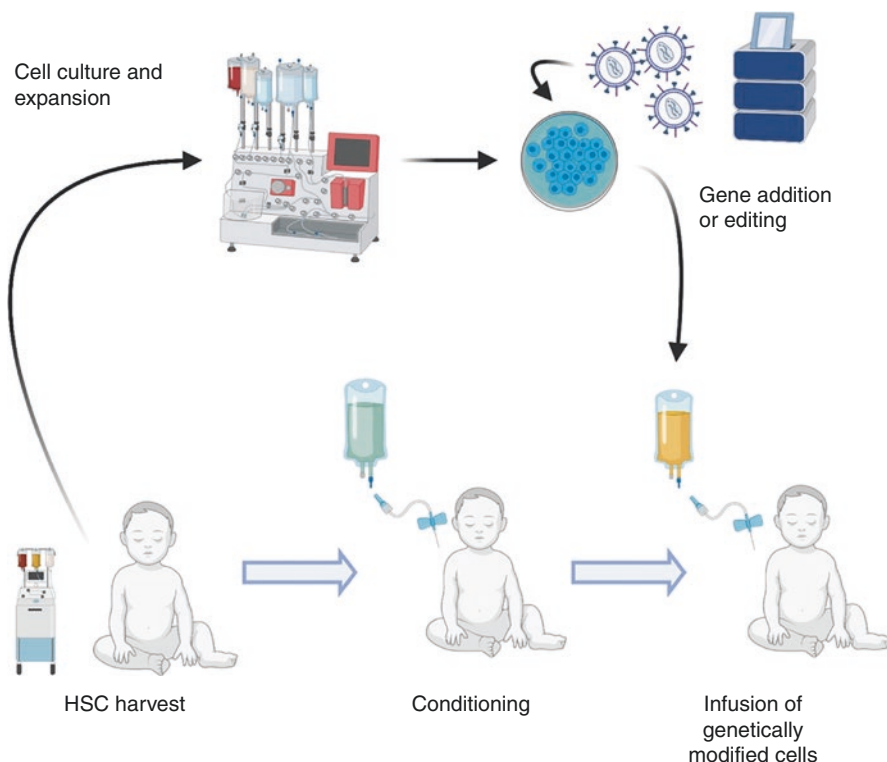 Cell culture and
expansion
Gene addition
or editing
HSC harvest
Conditioning
Infusion of
genetically
modified cells